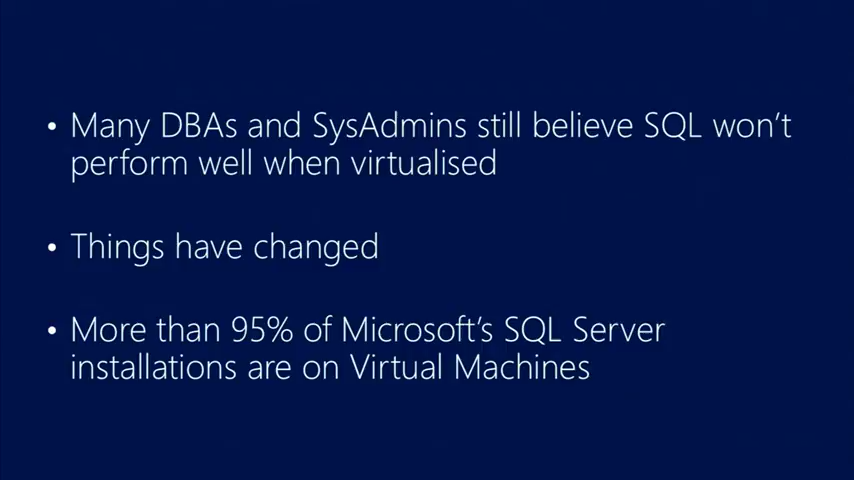 • Many DBAs and SysAdmins still believe SQL won't
perform well when virtualised
• Things have changed
• More than 95% of Microsoft's SQL Server
installations are on Virtual Machines